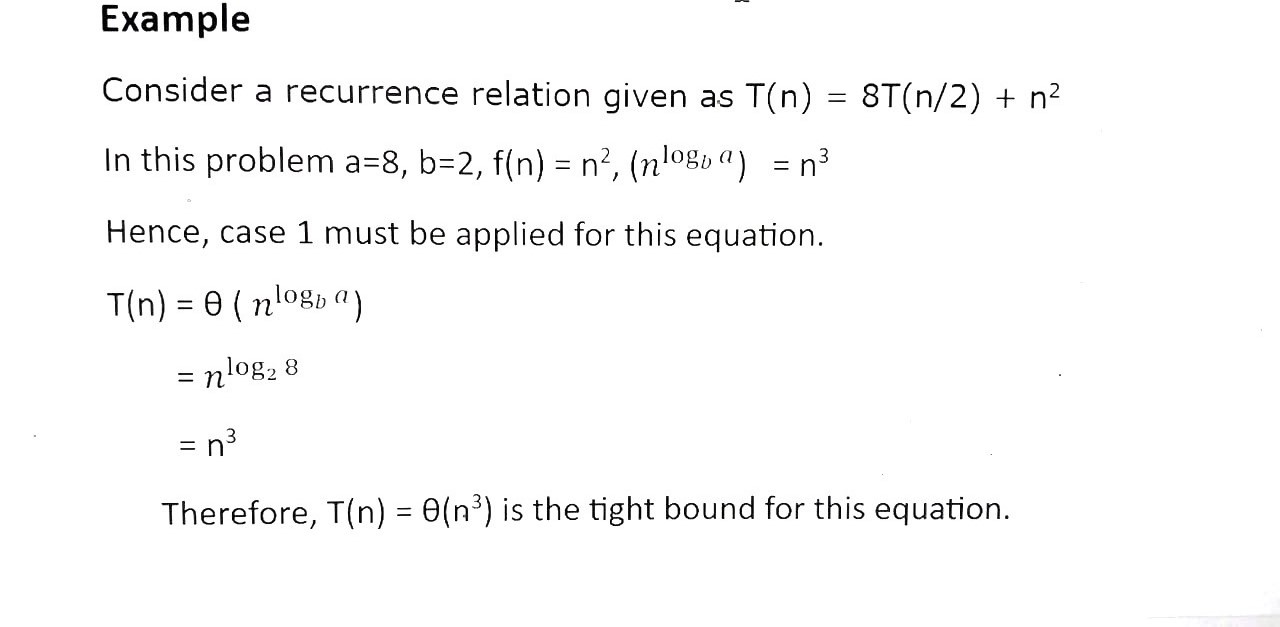 Example
Consider a recurrence relation given as T(n) = 8T(n/2) + n²
In this problem a=8, b=2, f(n) = n², (n^{log_b a}) = n³
Hence, case 1 must be applied for this equation.
T(n) = θ ( n^{log_b a})
= n^{log₂ 8}
= n³
Therefore, T(n) = θ(n³) is the tight bound for this equation.